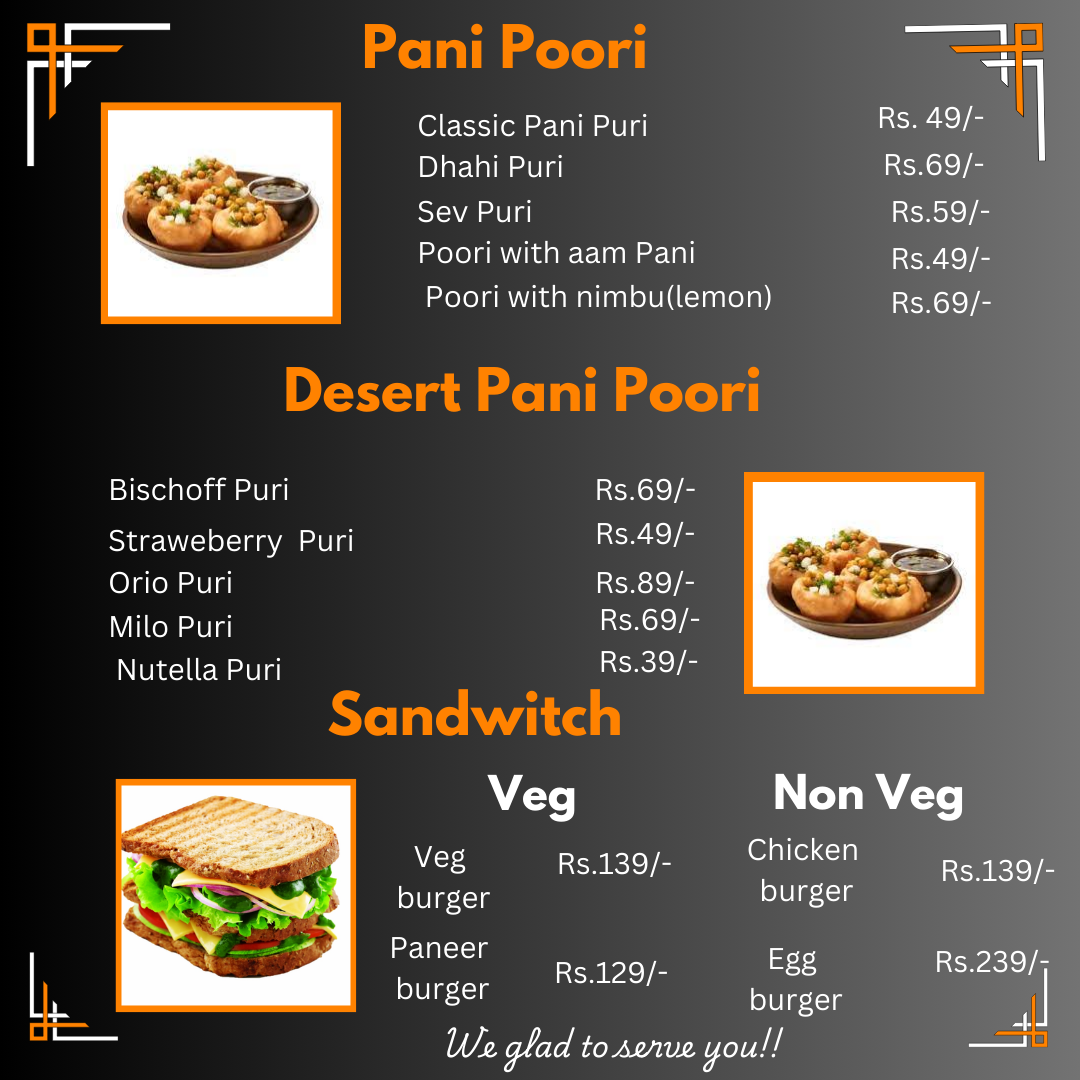 Pani Poori
Classic Pani Puri Rs. 49/-
Dhahi Puri Rs.69/-
Sev Puri Rs.59/-
Poori with aam Pani Rs.49/-
Poori with nimbu(lemon) Rs.69/-
Desert Pani Poori
Bischoff Puri Rs.69/-
Straweberry Puri Rs.49/-
Orio Puri Rs.89/-
Milo Puri Rs.69/-
Nutella Puri Rs.39/-
Sandwitch
Veg
Veg
burger
Rs.139/-
Paneer
burger
Rs.129/-
Non Veg
Chicken
burger
Rs.139/-
Egg
burger
Rs.239/-
We glad to serve you!!